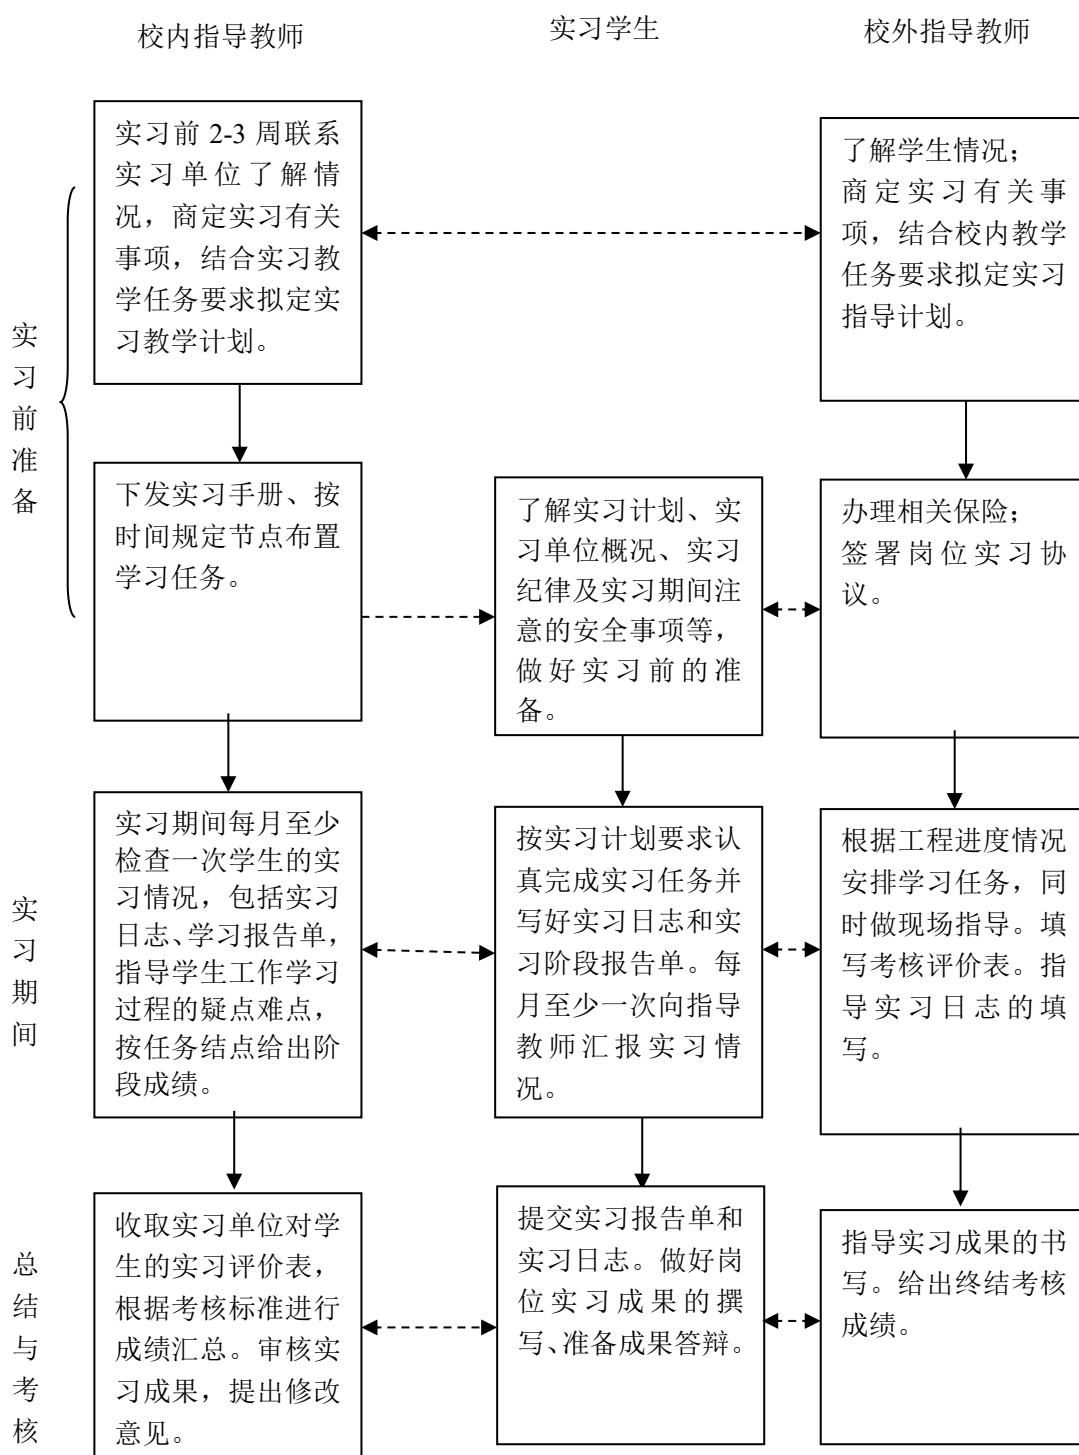 校内指导教师
实习学生
校外指导教师
实习前准备
实习前 2-3 周联系
实习单位了解情
况，商定实习有关
事项，结合实习教
学任务要求拟定实
习教学计划。
了解学生情况；
商定实习有关事
项，结合校内教学
任务要求拟定实习
指导计划。
下发实习手册、按
时间规定节点布置
学习任务。
了解实习计划、实
习单位概况、实习
纪律及实习期间注
意的安全事项等，
做好实习前的准
备。
办理相关保险；
签署岗位实习协
议。
实习期间
实习期间每月至少
检查一次学生的实
习情况，包括实习
日志、学习报告单，
指导学生工作学习
过程的疑点难点，
按任务结点给出阶
段成绩。
按实习计划要求认
真完成实习任务并
写好实习日志和实
习阶段报告单。每
月至少一次向指导
教师汇报实习情
况。
根据工程进度情况
安排学习任务，同
时做现场指导。填
写考核评价表。指
导实习日志的填
写。
总结与考核
收取实习单位对学
生的实习评价表，
根据考核标准进行
成绩汇总。审核实
习成果，提出修改
意见。
提交实习报告单和
实习日志。做好岗
位实习成果的撰
写、准备成果答辩。
指导实习成果的书
写。给出终结考核
成绩。